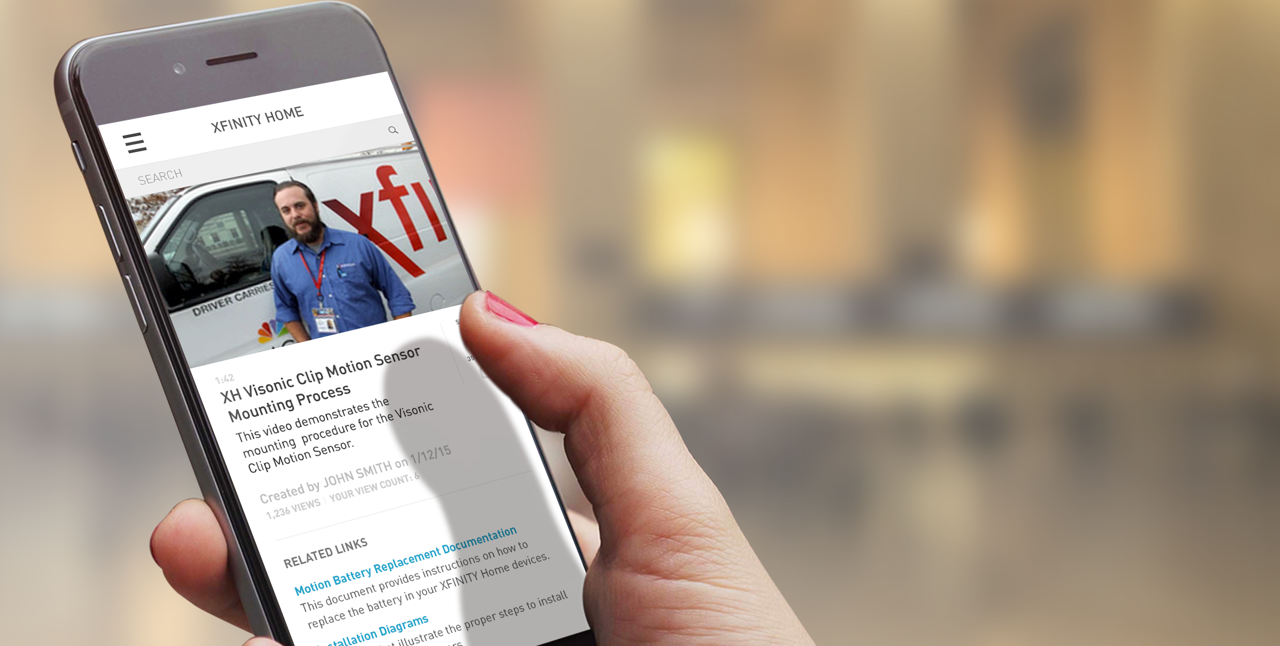 XFINITY HOME
SEARCH
xfi
DRIVER CARRIES
1:42
XH Visonic Clip Motion Sensor
Mounting Process
This video demonstrates the
mounting procedure for the Visonic
Clip Motion Sensor.
Created by JOHN SMITH on 1/12/15
1,236 VIEWS | YOUR VIEW COUNT: 6
RELATED LINKS
Motion Battery Replacement Documentation
This document provides instructions on how to
replace the battery in your XFINITY Home devices.
stallation Diagrams
illustrate the proper steps to install